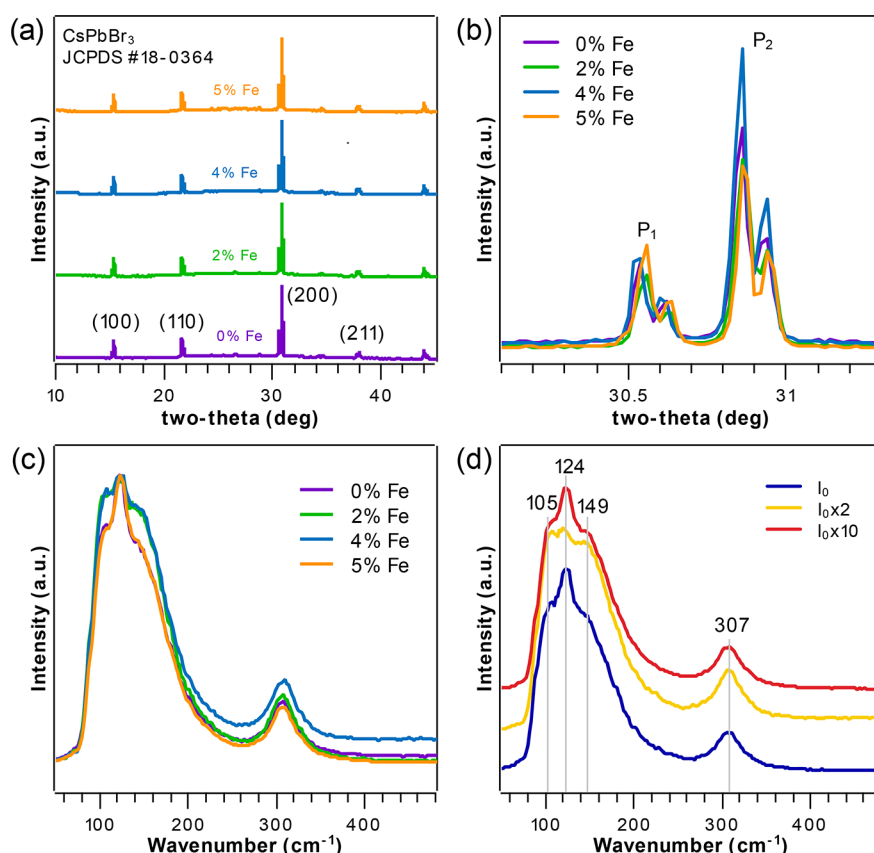 (a)
CsPbBr3
JCPDS #18-0364
5% Fe
4% Fe
2% Fe
(200)
(100) (110) 0% Fe (211)
Intensity (a.u.)
10 20 30 40
two-theta (deg)
(b)
0% Fe
2% Fe
4% Fe
5% Fe
P2
P1
Intensity (a.u.)
30.5 31
two-theta (deg)
(c)
0% Fe
2% Fe
4% Fe
5% Fe
Intensity (a.u.)
100 200 300 400
Wavenumber (cm-1)
(d)
124
105 149
I0
I0x2
I0x10
307
Intensity (a.u.)
100 200 300 400
Wavenumber (cm-1)